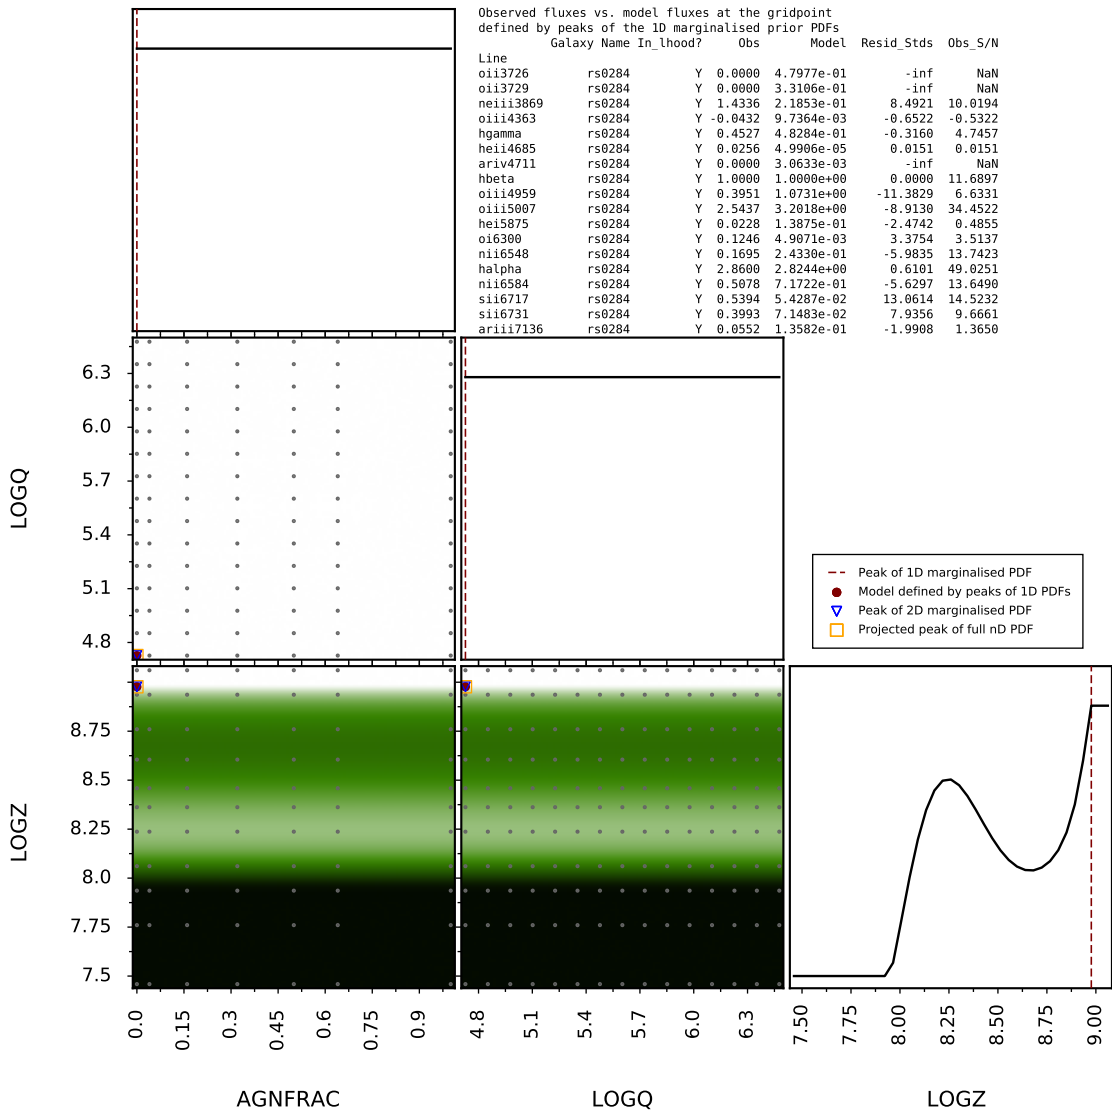 Observed fluxes vs. model fluxes at the gridpoint
defined by peaks of the 1D marginalised prior PDFs
Galaxy Name In_lhood? Obs Model Resid_Stds Obs_S/N
Line
oii3726 rs0284 Y 0.0000 4.7977e-01 -inf NaN
oii3729 rs0284 Y 0.0000 3.3106e-01 -inf NaN
neiii3869 rs0284 Y 1.4336 2.1853e-01 8.4921 10.0194
oiii4363 rs0284 Y -0.0432 9.7364e-03 -0.6522 -0.5322
hgamma rs0284 Y 0.4527 4.8284e-01 -0.3160 4.7457
heii4685 rs0284 Y 0.0256 4.9906e-05 0.0151 0.0151
ariv4711 rs0284 Y 0.0000 3.0633e-03 -inf NaN
hbeta rs0284 Y 1.0000 1.0000e+00 0.0000 11.6897
oiii4959 rs0284 Y 0.3951 1.0731e+00 -11.3829 6.6331
oiii5007 rs0284 Y 2.5437 3.2018e+00 -8.9130 34.4522
hei5875 rs0284 Y 0.0228 1.3875e-01 -2.4742 0.4855
oi6300 rs0284 Y 0.1246 4.9071e-03 3.3754 3.5137
nii6548 rs0284 Y 0.1695 2.4330e-01 -5.9835 13.7423
halpha rs0284 Y 2.8600 2.8244e+00 0.6101 49.0251
nii6584 rs0284 Y 0.5078 7.1722e-01 -5.6297 13.6490
sii6717 rs0284 Y 0.5394 5.4287e-02 13.0614 14.5232
sii6731 rs0284 Y 0.3993 7.1483e-02 7.9356 9.6661
ariii7136 rs0284 Y 0.0552 1.3582e-01 -1.9908 1.3650
6.3
6.0
5.7
5.4
5.1
4.8
LOGQ
Peak of 1D marginalised PDF
Model defined by peaks of 1D PDFs
Peak of 2D marginalised PDF
Projected peak of full nD PDF
8.75
8.5
8.25
8.0
7.75
7.5
LOGZ
0.0 0.15 0.3 0.45 0.6 0.75 0.9
4.8 5.1 5.4 5.7 6.0 6.3
7.50 7.75 8.00 8.25 8.50 8.75 9.00
AGNFRAC LOGQ LOGZ